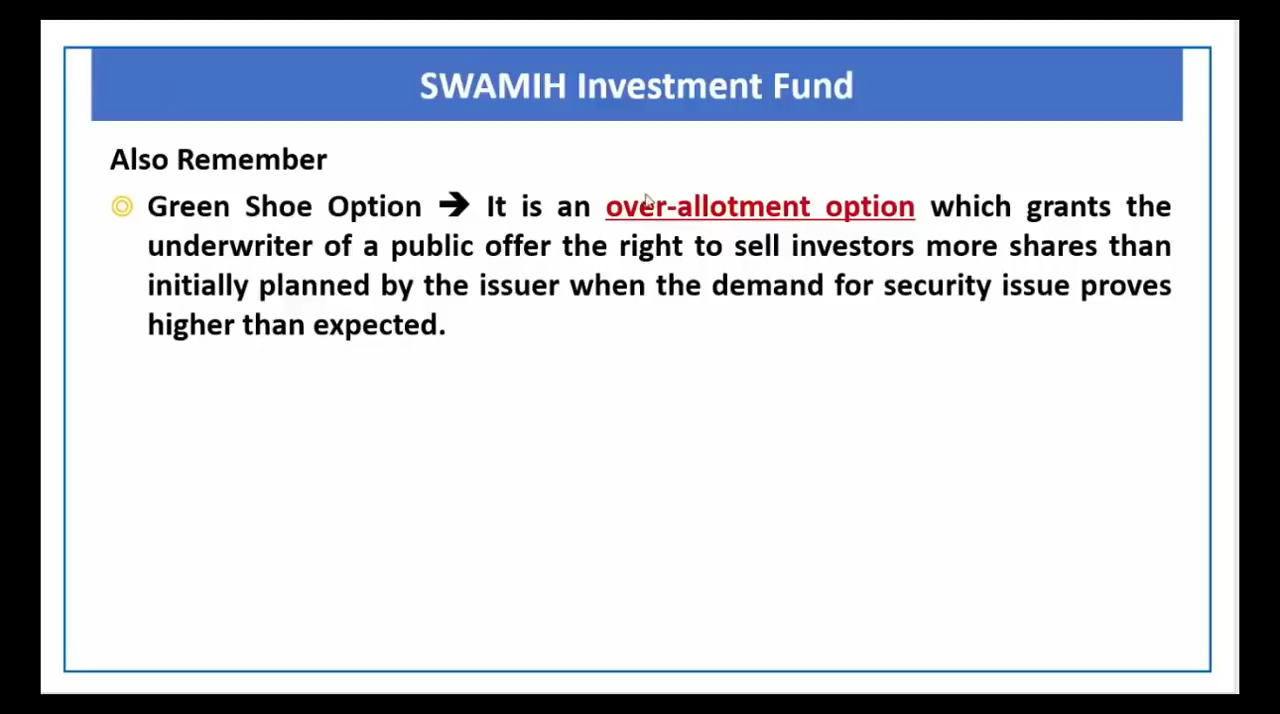 SWAMIH Investment Fund
Also Remember
Green Shoe Option ➔ It is an over-allotment option which grants the
underwriter of a public offer the right to sell investors more shares than
initially planned by the issuer when the demand for security issue proves
higher than expected.